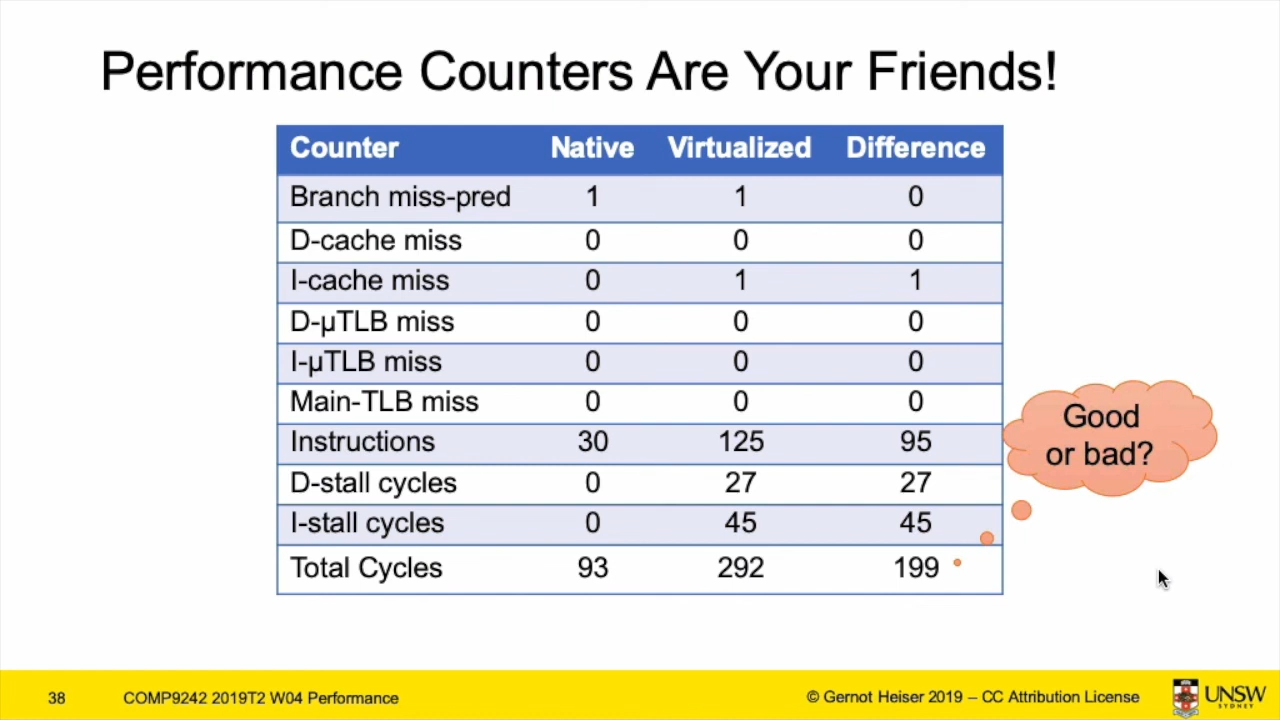 Performance Counters Are Your Friends!
Counter Native Virtualized Difference
Branch miss-pred 1 1 0
D-cache miss 0 0 0
I-cache miss 0 1 1
D-µTLB miss 0 0 0
I-µTLB miss 0 0 0
Main-TLB miss 0 0 0
Instructions 30 125 95
D-stall cycles 0 27 27
I-stall cycles 0 45 45
Total Cycles 93 292 199
Good
or bad?
38 COMP9242 2019T2 W04 Performance © Gernot Heiser 2019 – CC Attribution License
UNSW
SYDNEY